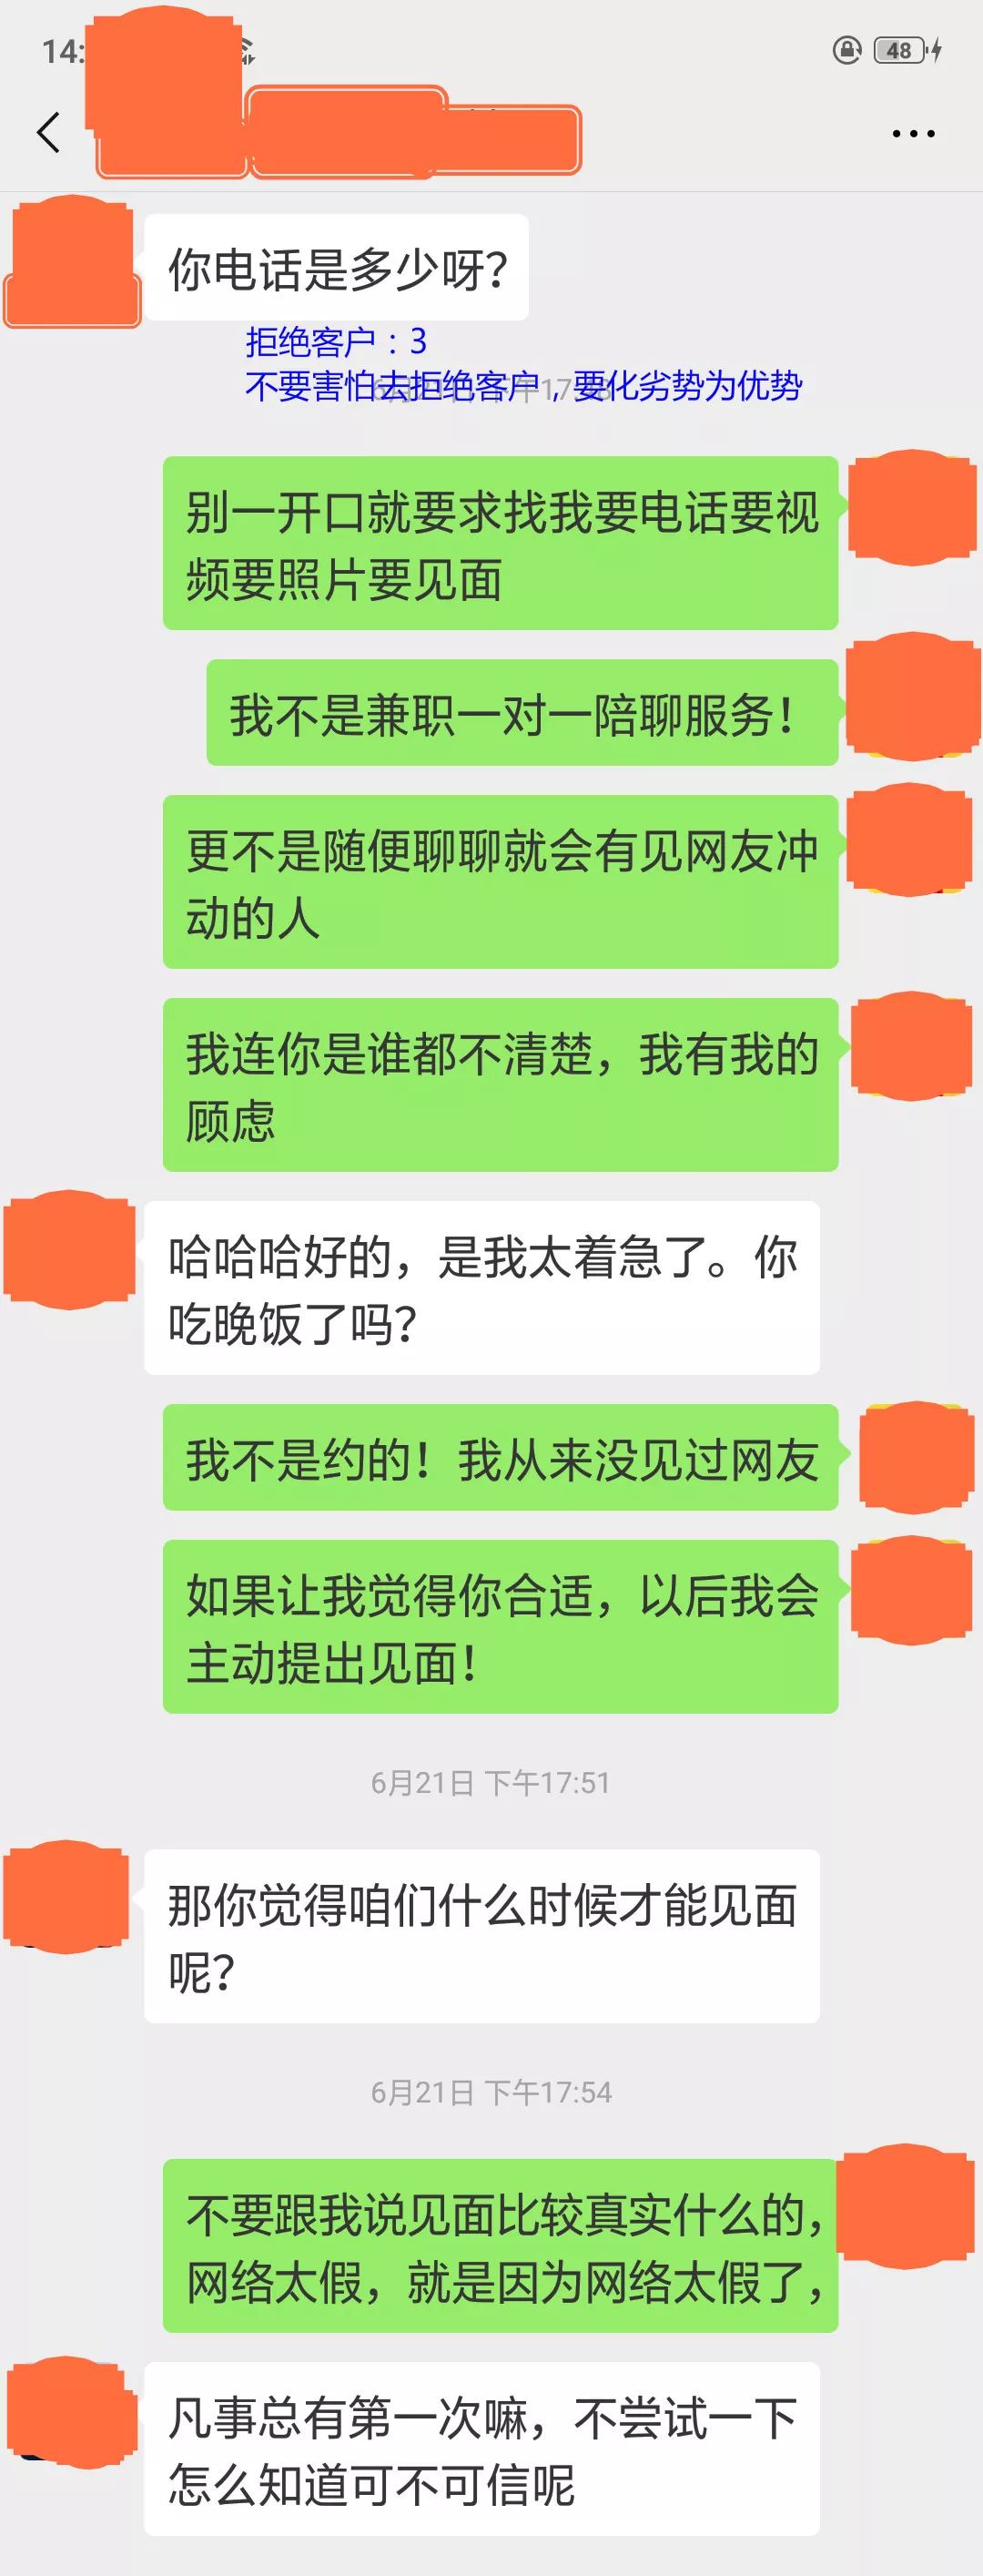 14:
48
你电话是多少呀？
拒绝客户：3
6月21日 下午17:48
不要害怕去拒绝客户，要化劣势为优势
别一开口就要求找我要电话要视
频要照片要见面
我不是兼职一对一陪聊服务！
更不是随便聊聊就会有见网友冲
动的人
我连你是谁都不清楚，我有我的
顾虑
哈哈哈好的，是我太着急了。你
吃晚饭了吗？
我不是约的！我从来没见过网友
如果让我觉得你合适，以后我会
主动提出见面！
6月21日 下午17:51
那你觉得咱们什么时候才能见面
呢？
6月21日 下午17:54
不要跟我说见面比较真实什么的，
网络太假，就是因为网络太假了，
凡事总有第一次嘛，不尝试一下
怎么知道可不可信呢